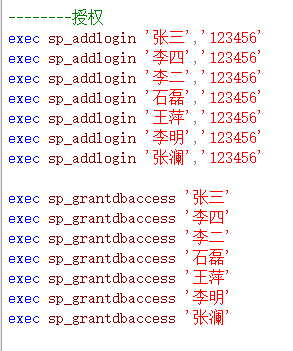 --------授权
exec sp_addlogin '张三','123456'
exec sp_addlogin '李四','123456'
exec sp_addlogin '李二','123456'
exec sp_addlogin '石磊','123456'
exec sp_addlogin '王萍','123456'
exec sp_addlogin '李明','123456'
exec sp_addlogin '张澜','123456'
exec sp_grantdbaccess '张三'
exec sp_grantdbaccess '李四'
exec sp_grantdbaccess '李二'
exec sp_grantdbaccess '石磊'
exec sp_grantdbaccess '王萍'
exec sp_grantdbaccess '李明'
exec sp_grantdbaccess '张澜'